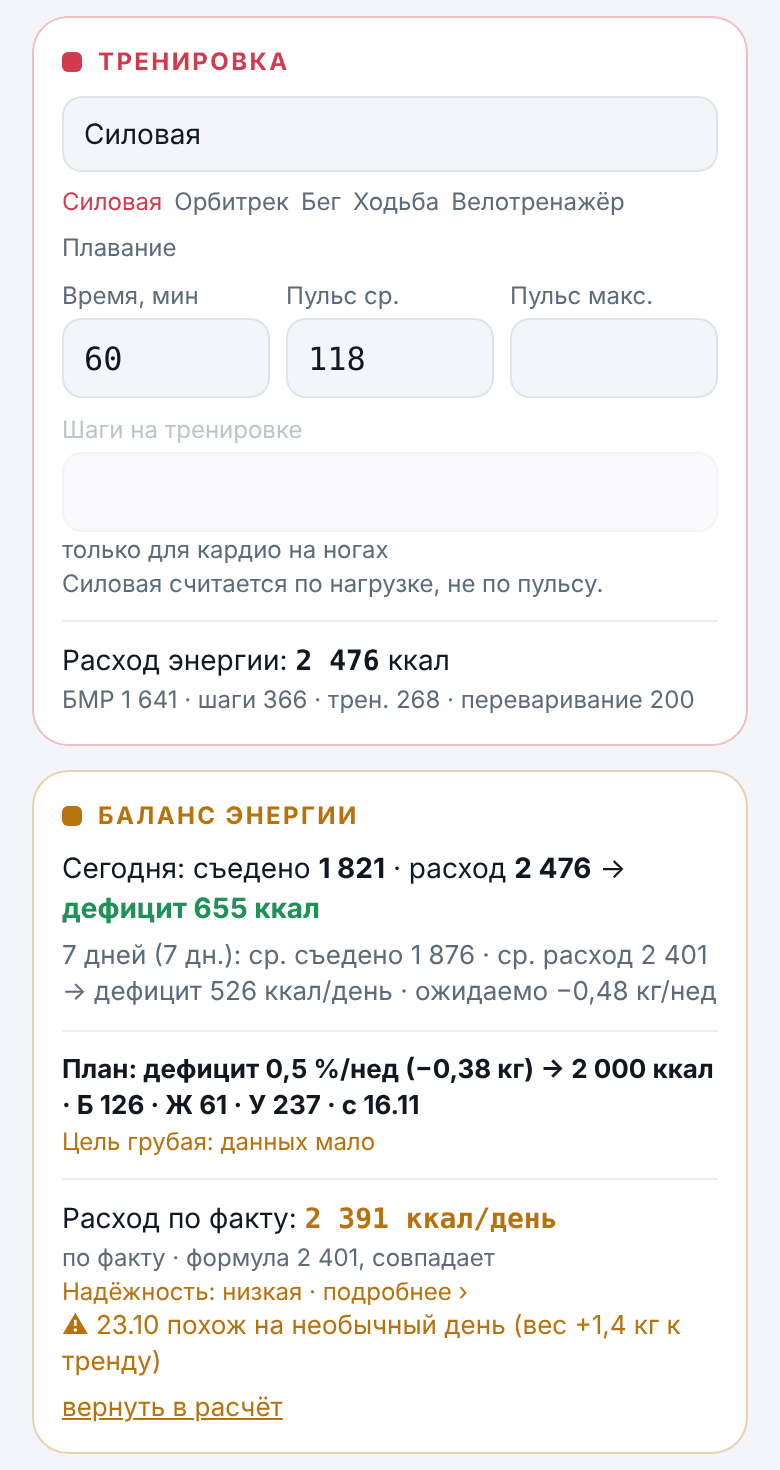 ТРЕНИРОВКА
Силовая
Силовая Орбитрек Бег Ходьба Велотренажёр
Плавание
Время, мин Пульс ср. Пульс макс.
60 118
Шаги на тренировке
только для кардио на ногах
Силовая считается по нагрузке, не по пульсу.
Расход энергии: 2 476 ккал
БМР 1 641 · шаги 366 · трен. 268 · переваривание 200
БАЛАНС ЭНЕРГИИ
Сегодня: съедено 1 821 · расход 2 476 →
дефицит 655 ккал
7 дней (7 дн.): ср. съедено 1 876 · ср. расход 2 401
→ дефицит 526 ккал/день · ожидаемо −0,48 кг/нед
План: дефицит 0,5 %/нед (−0,38 кг) → 2 000 ккал
· Б 126 · Ж 61 · У 237 · с 16.11
Цель грубая: данных мало
Расход по факту: 2 391 ккал/день
по факту · формула 2 401, совпадает
Надёжность: низкая · подробнее ›
⚠ 23.10 похож на необычный день (вес +1,4 кг к
тренду)
вернуть в расчёт